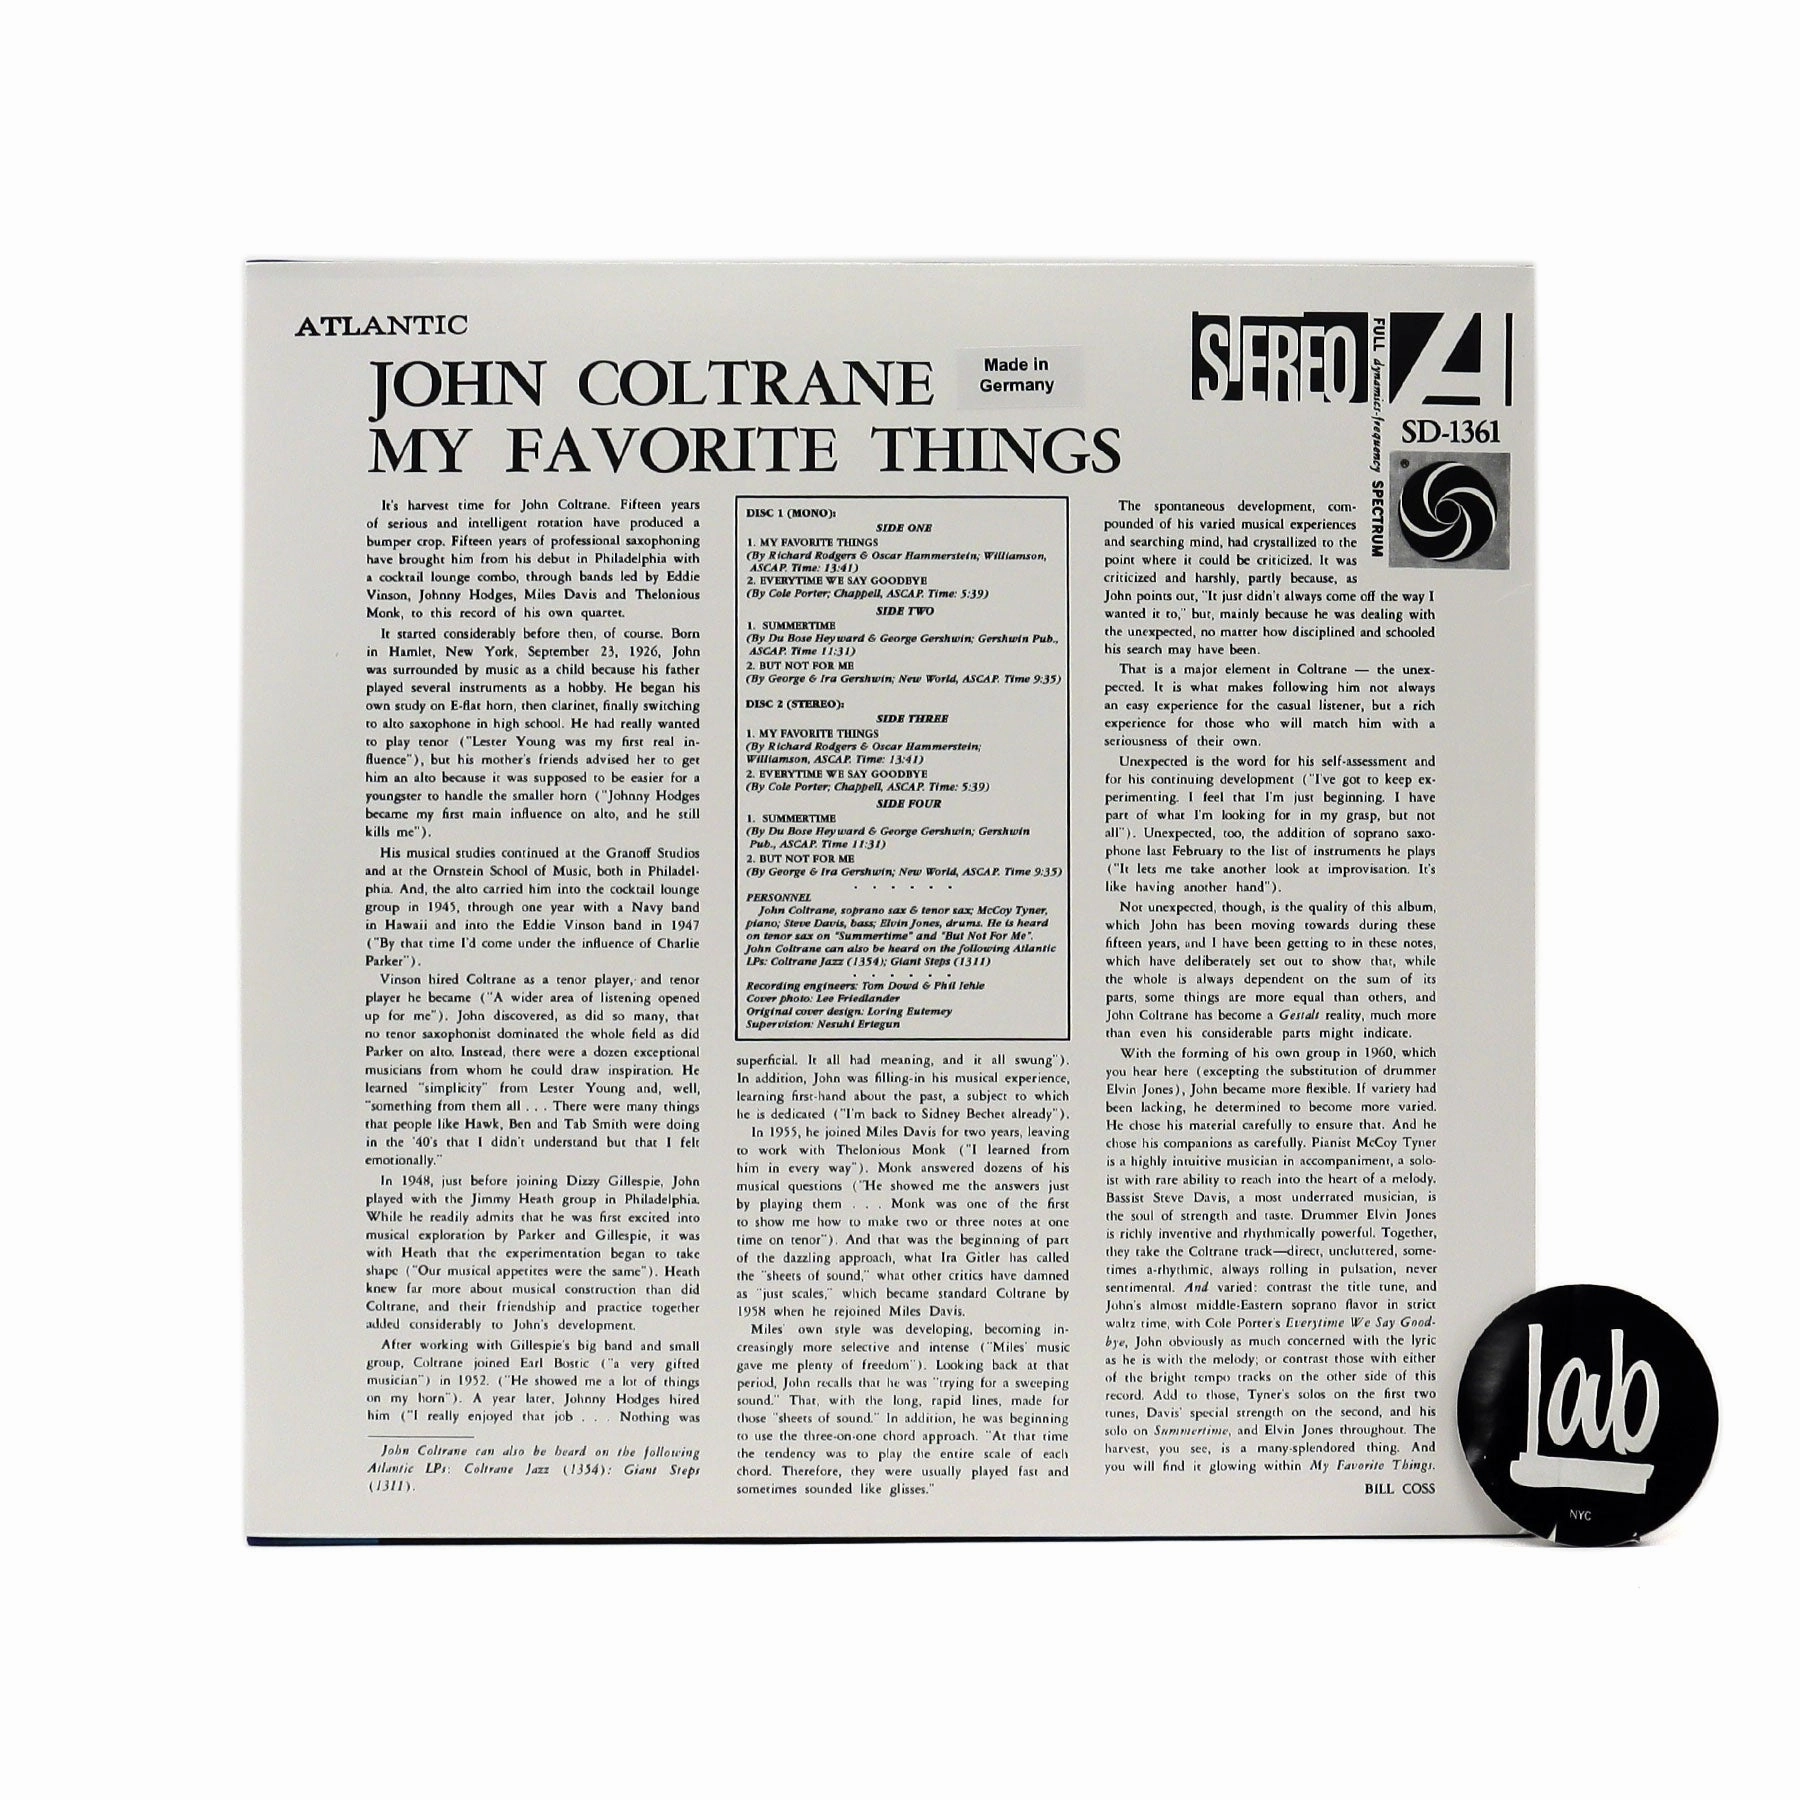 ATLANTIC
JOHN COLTRANE
MY FAVORITE THINGS
Made in
Germany
STEREO
FULL dynamics-frequency SPECTRUM
A
SD-1361
®
It's harvest time for John Coltrane. Fifteen years
of serious and intelligent rotation have produced a
bumper crop. Fifteen years of professional saxophoning
have brought him from his debut in Philadelphia with
a cocktail lounge combo, through bands led by Eddie
Vinson, Johnny Hodges, Miles Davis and Thelonious
Monk, to this record of his own quartet.
It started considerably before then, of course. Born
in Hamlet, New York, September 23, 1926, John
was surrounded by music as a child because his father
played several instruments as a hobby. He began his
own study on E-flat horn, then clarinet, finally switching
to alto saxophone in high school. He had really wanted
to play tenor ("Lester Young was my first real in-
fluence"), but his mother's friends advised her to get
him an alto because it was supposed to be easier for a
youngster to handle the smaller horn ("Johnny Hodges
became my first main influence on alto, and he still
kills me").
His musical studies continued at the Granoff Studios
and at the Ornstein School of Music, both in Philadel-
phia. And, the alto carried him into the cocktail lounge
group in 1945, through one year with a Navy band
in Hawaii and into the Eddie Vinson band in 1947
("By that time I'd come under the influence of Charlie
Parker").
Vinson hired Coltrane as a tenor player, and tenor
player he became ("A wider area of listening opened
up for me"). John discovered, as did so many, that
no tenor saxophonist dominated the whole field as did
Parker on alto. Instead, there were a dozen exceptional
musicians from whom he could draw inspiration. He
learned "simplicity" from Lester Young and, well,
"something from them all . . . There were many things
that people like Hawk, Ben and Tab Smith were doing
in the '40's that I didn't understand but that I felt
emotionally."
In 1948, just before joining Dizzy Gillespie, John
played with the Jimmy Heath group in Philadelphia.
While he readily admits that he was first excited into
musical exploration by Parker and Gillespie, it was
with Heath that the experimentation began to take
shape ("Our musical appetites were the same"). Heath
knew far more about musical construction than did
Coltrane, and their friendship and practice together
added considerably to John's development.
After working with Gillespie's big band and small
group, Coltrane joined Earl Bostic ("a very gifted
musician") in 1952. ("He showed me a lot of things
on my horn"). A year later, Johnny Hodges hired
him ("I really enjoyed that job . . . Nothing was
John Coltrane can also be heard on the following
Atlantic LPs: Coltrane Jazz (1354): Giant Steps
(1311).
DISC 1 (MONO):
SIDE ONE
1. MY FAVORITE THINGS
(By Richard Rodgers & Oscar Hammerstein; Williamson,
ASCAP. Time: 13:41)
2. EVERYTIME WE SAY GOODBYE
(By Cole Porter; Chappell, ASCAP. Time: 5:39)
SIDE TWO
1. SUMMERTIME
(By Du Bose Heyward & George Gershwin; Gershwin Pub.,
ASCAP. Time 11:31)
2. BUT NOT FOR ME
(By George & Ira Gershwin; New World, ASCAP. Time 9:35)
DISC 2 (STEREO):
SIDE THREE
1. MY FAVORITE THINGS
(By Richard Rodgers & Oscar Hammerstein;
Williamson, ASCAP. Time: 13:41)
2. EVERYTIME WE SAY GOODBYE
(By Cole Porter; Chappell, ASCAP. Time: 5:39)
SIDE FOUR
1. SUMMERTIME
(By Du Bose Heyward & George Gershwin; Gershwin
Pub., ASCAP. Time 11:31)
2. BUT NOT FOR ME
(By George & Ira Gershwin; New World, ASCAP. Time 9:35)
. . . . . .
PERSONNEL
John Coltrane, soprano sax & tenor sax; McCoy Tyner,
piano; Steve Davis, bass; Elvin Jones, drums. He is heard
on tenor sax on "Summertime" and "But Not For Me".
John Coltrane can also be heard on the following Atlantic
LPs: Coltrane Jazz (1354); Giant Steps (1311)
. . . . . .
Recording engineers: Tom Dowd & Phil Iehle
Cover photo: Lee Friedlander
Original cover design: Loring Eutemey
Supervision: Nesuhi Ertegun
superficial. It all had meaning, and it all swung").
In addition, John was filling-in his musical experience,
learning first-hand about the past, a subject to which
he is dedicated ("I'm back to Sidney Bechet already").
In 1955, he joined Miles Davis for two years, leaving
to work with Thelonious Monk ("I learned from
him in every way"). Monk answered dozens of his
musical questions ("He showed me the answers just
by playing them . . . Monk was one of the first
to show me how to make two or three notes at one
time on tenor"). And that was the beginning of part
of the dazzling approach, what Ira Gitler has called
the "sheets of sound," what other critics have damned
as "just scales," which became standard Coltrane by
1958 when he rejoined Miles Davis.
Miles' own style was developing, becoming in-
creasingly more selective and intense ("Miles' music
gave me plenty of freedom"). Looking back at that
period, John recalls that he was "trying for a sweeping
sound." That, with the long, rapid lines, made for
those "sheets of sound." In addition, he was beginning
to use the three-on-one chord approach. "At that time
the tendency was to play the entire scale of each
chord. Therefore, they were usually played fast and
sometimes sounded like glisses."
The spontaneous development, com-
pounded of his varied musical experiences
and searching mind, had crystallized to the
point where it could be criticized. It was
criticized and harshly, partly because, as
John points out, "It just didn't always come off the way I
wanted it to," but, mainly because he was dealing with
the unexpected, no matter how disciplined and schooled
his search may have been.
That is a major element in Coltrane — the unex-
pected. It is what makes following him not always
an easy experience for the casual listener, but a rich
experience for those who will match him with a
seriousness of their own.
Unexpected is the word for his self-assessment and
for his continuing development ("I've got to keep ex-
perimenting. I feel that I'm just beginning. I have
part of what I'm looking for in my grasp, but not
all"). Unexpected, too, the addition of soprano saxo-
phone last February to the list of instruments he plays
("It lets me take another look at improvisation. It's
like having another hand").
Not unexpected, though, is the quality of this album,
which John has been moving towards during these
fifteen years, and I have been getting to in these notes,
which have deliberately set out to show that, while
the whole is always dependent on the sum of its
parts, some things are more equal than others, and
John Coltrane has become a Gestalt reality, much more
than even his considerable parts might indicate.
With the forming of his own group in 1960, which
you hear here (excepting the substitution of drummer
Elvin Jones), John became more flexible. If variety had
been lacking, he determined to become more varied.
He chose his material carefully to ensure that. And he
chose his companions as carefully. Pianist McCoy Tyner
is a highly intuitive musician in accompaniment, a solo-
ist with rare ability to reach into the heart of a melody.
Bassist Steve Davis, a most underrated musician, is
the soul of strength and taste. Drummer Elvin Jones
is richly inventive and rhythmically powerful. Together,
they take the Coltrane track—direct, uncluttered, some-
times a-rhythmic, always rolling in pulsation, never
sentimental. And varied: contrast the title tune, and
John's almost middle-Eastern soprano flavor in strict
waltz time, with Cole Porter's Everytime We Say Good-
bye, John obviously as much concerned with the lyric
as he is with the melody; or contrast those with either
of the bright tempo tracks on the other side of this
record. Add to those, Tyner's solos on the first two
tunes, Davis' special strength on the second, and his
solo on Summertime, and Elvin Jones throughout. The
harvest, you see, is a many-splendored thing. And
you will find it glowing within My Favorite Things.
BILL COSS
Lab
NYC